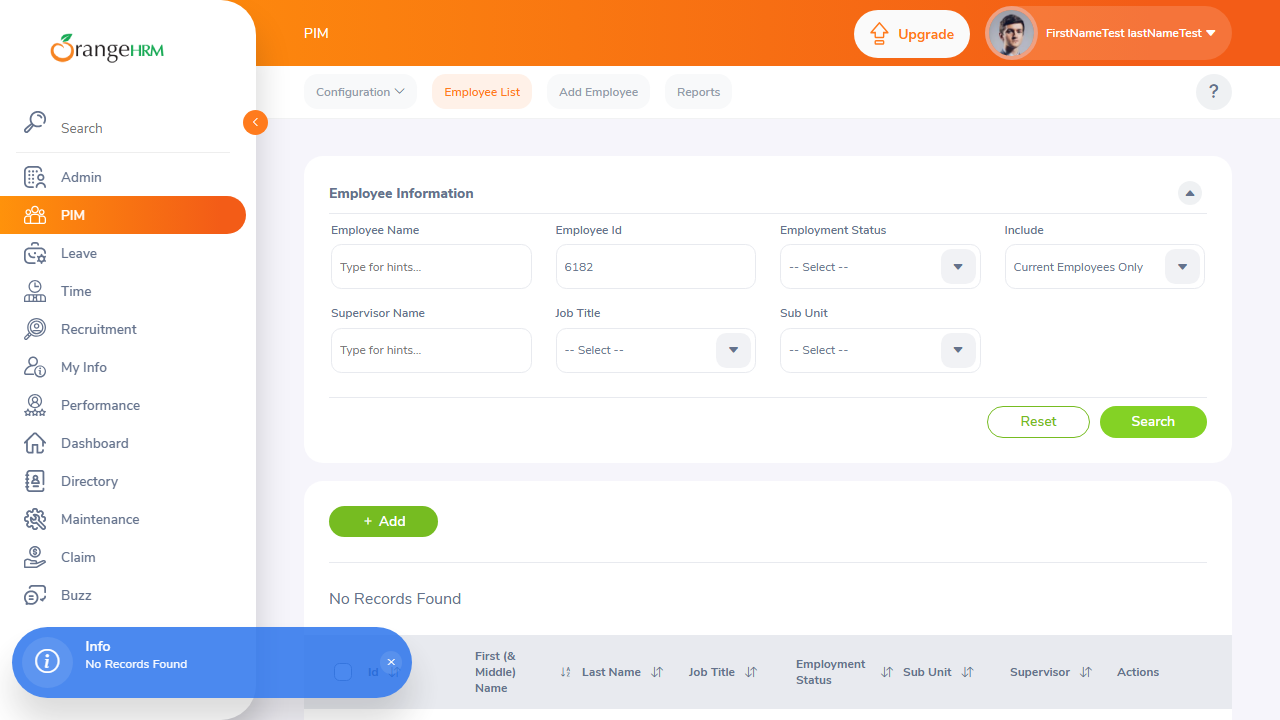 OrangeHRM
PIM
Upgrade
FirstNameTest lastNameTest
Search
Configuration
Employee List
Add Employee
Reports
?
Admin
PIM
Leave
Time
Recruitment
My Info
Performance
Dashboard
Directory
Maintenance
Claim
Buzz
Employee Information
Employee Name
Employee Id
Employment Status
Include
Type for hints...
6182
-- Select --
Current Employees Only
Supervisor Name
Job Title
Sub Unit
Type for hints...
-- Select --
-- Select --
Reset
Search
+ Add
No Records Found
Id
First (& Middle) Name
Last Name
Job Title
Employment Status
Sub Unit
Supervisor
Actions
Info
No Records Found
×